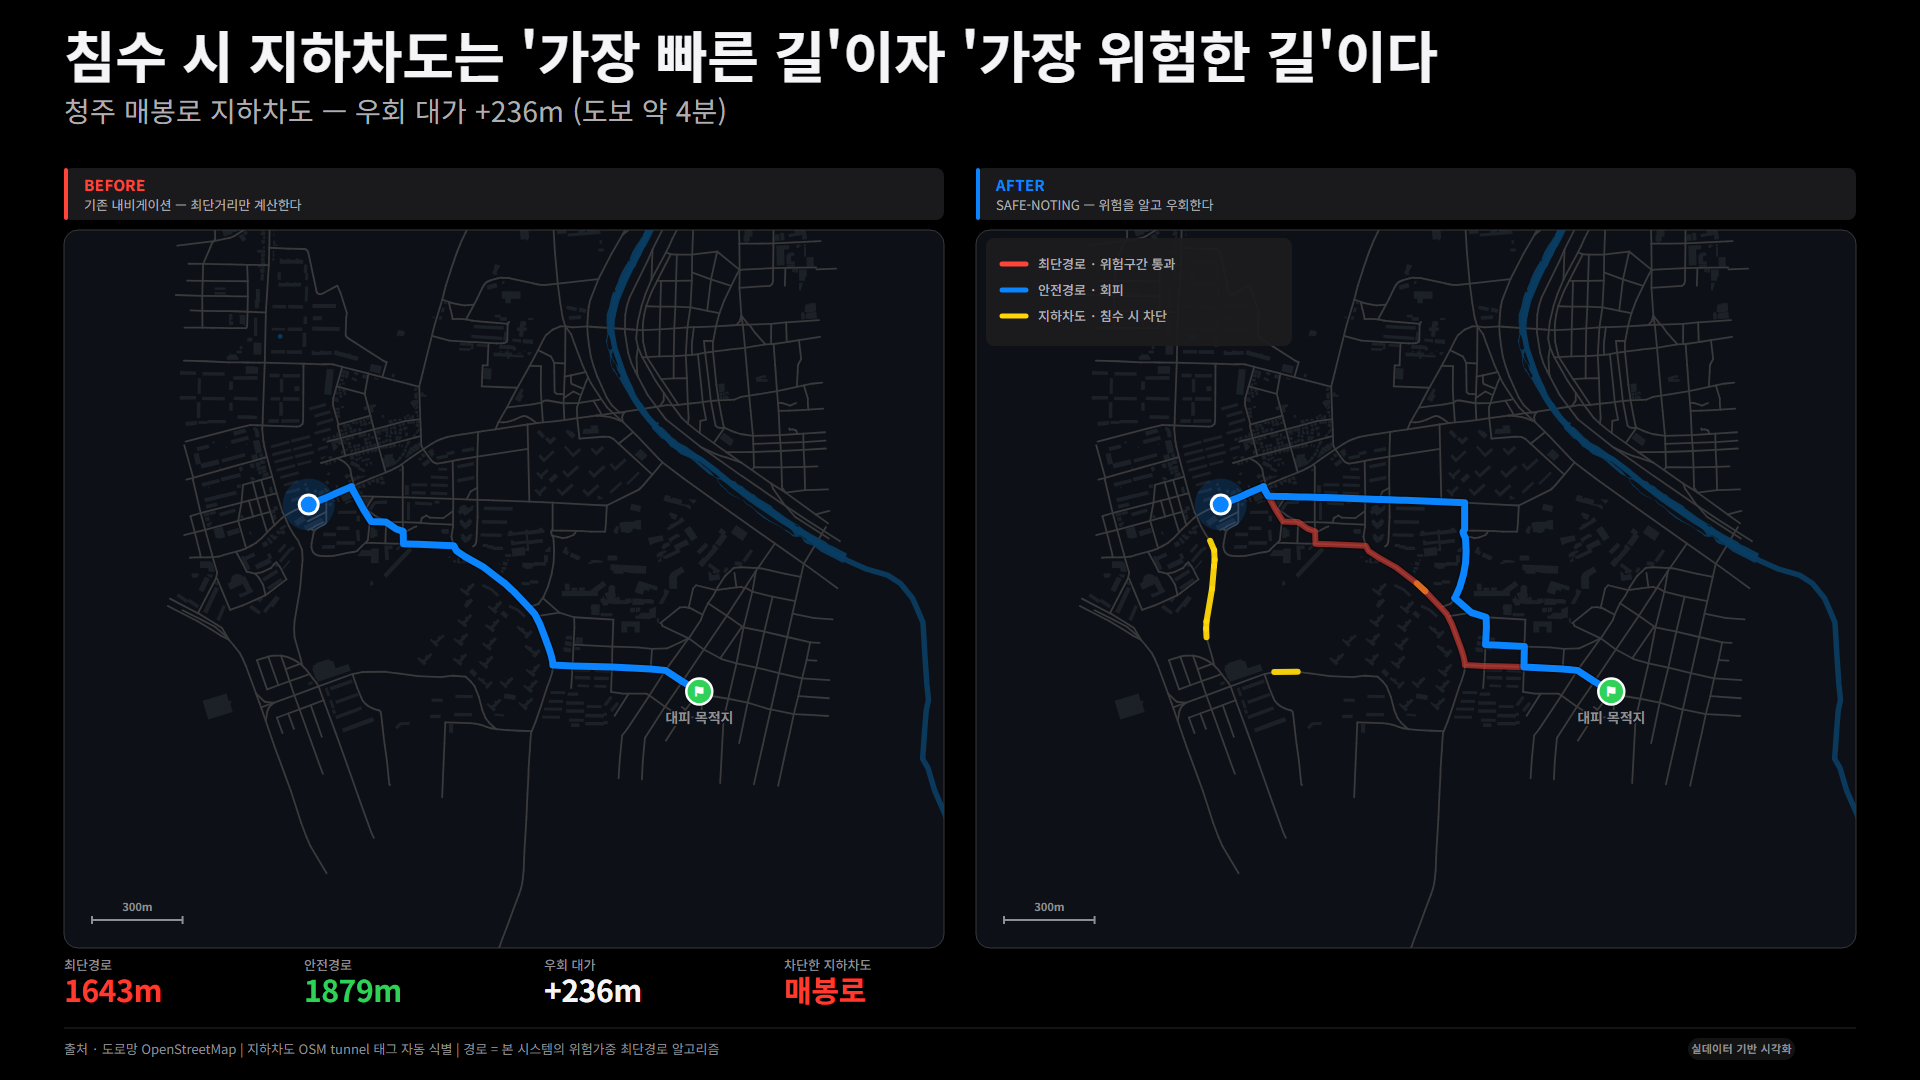 침수 시 지하차도는 '가장 빠른 길'이자 '가장 위험한 길'이다
청주 매봉로 지하차도 — 우회 대가 +236m (도보 약 4분)
BEFORE
기존 내비게이션 — 최단거리만 계산한다
AFTER
SAFE-NOTING — 위험을 알고 우회한다
대피 목적지
300m
최단경로 · 위험구간 통과
안전경로 · 회피
지하차도 · 침수 시 차단
대피 목적지
300m
최단경로
1643m
안전경로
1879m
우회 대가
+236m
차단한 지하차도
매봉로
출처 · 도로망 OpenStreetMap | 지하차도 OSM tunnel 태그 자동 식별 | 경로 = 본 시스템의 위험가중 최단경로 알고리즘
실데이터 기반 시각화